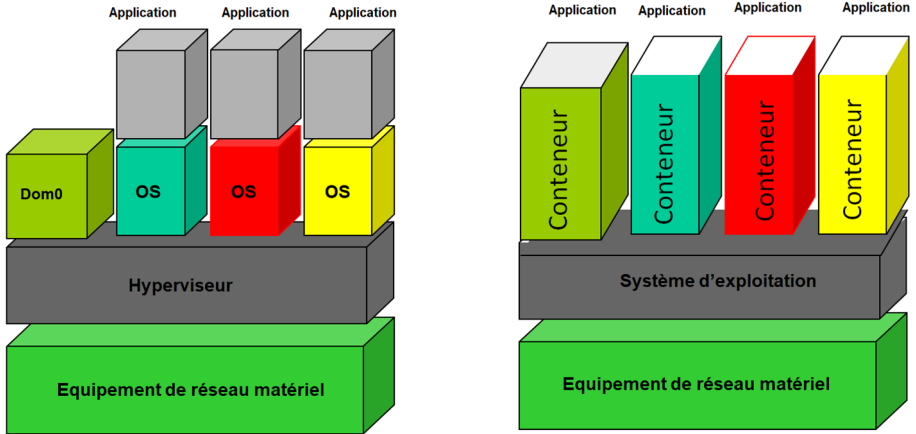 Application
Application
Application
Dom0
OS
OS
OS
Hyperviseur
Equipement de réseau matériel
Application
Application
Application
Application
Conteneur
Conteneur
Conteneur
Conteneur
Système d'exploitation
Equipement de réseau matériel